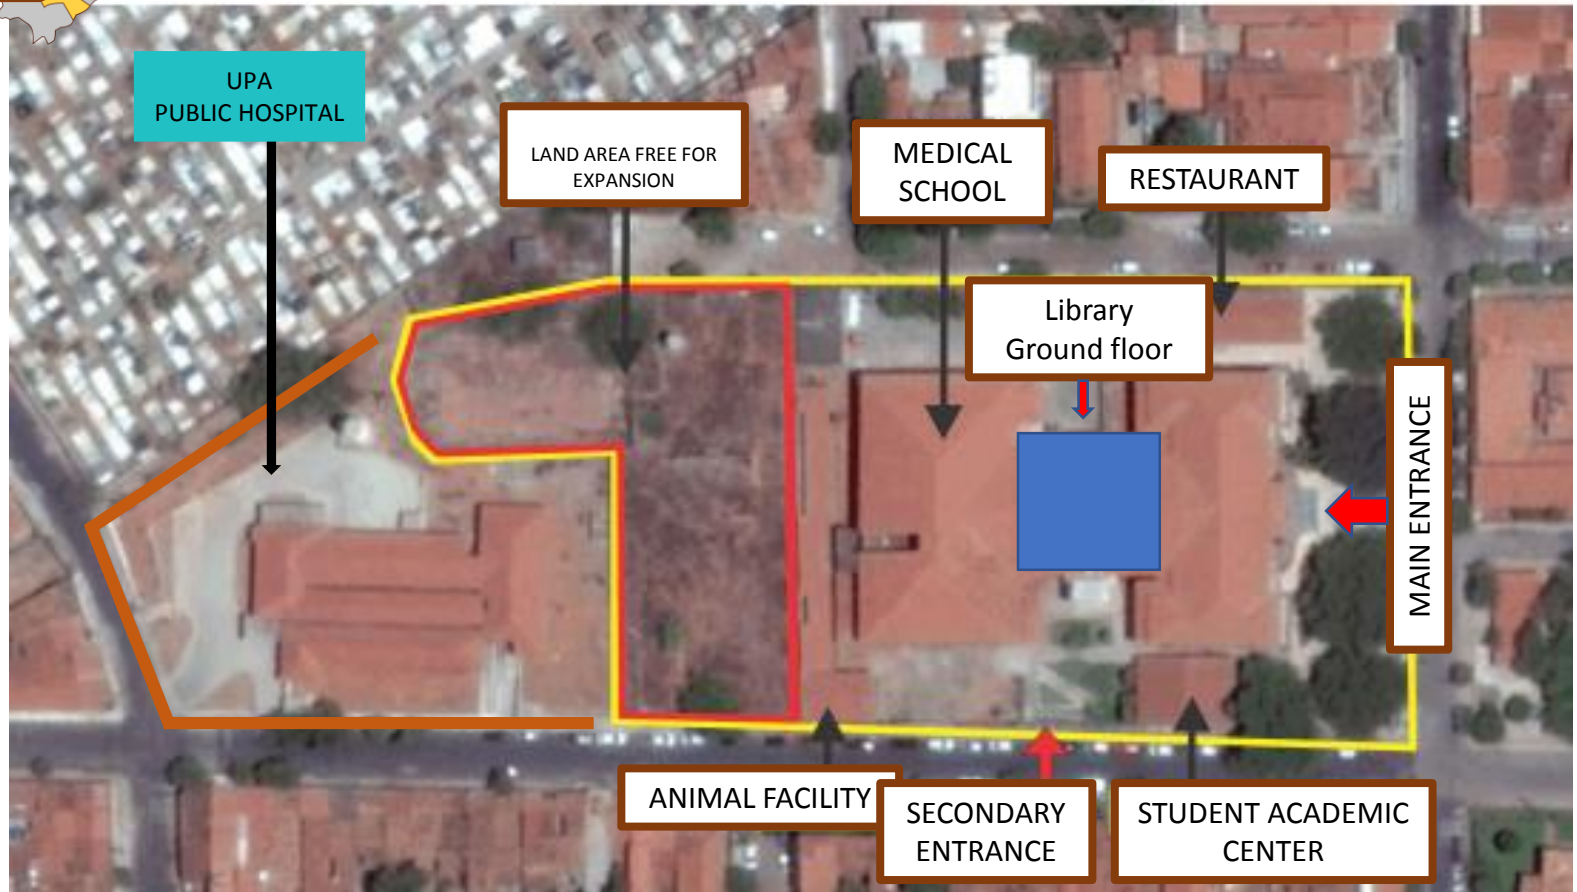 UPA
PUBLIC HOSPITAL
LAND AREA FREE FOR
EXPANSION
MEDICAL
SCHOOL
RESTAURANT
Library
Ground floor
MAIN ENTRANCE
ANIMAL FACILITY
SECONDARY
ENTRANCE
STUDENT ACADEMIC
CENTER